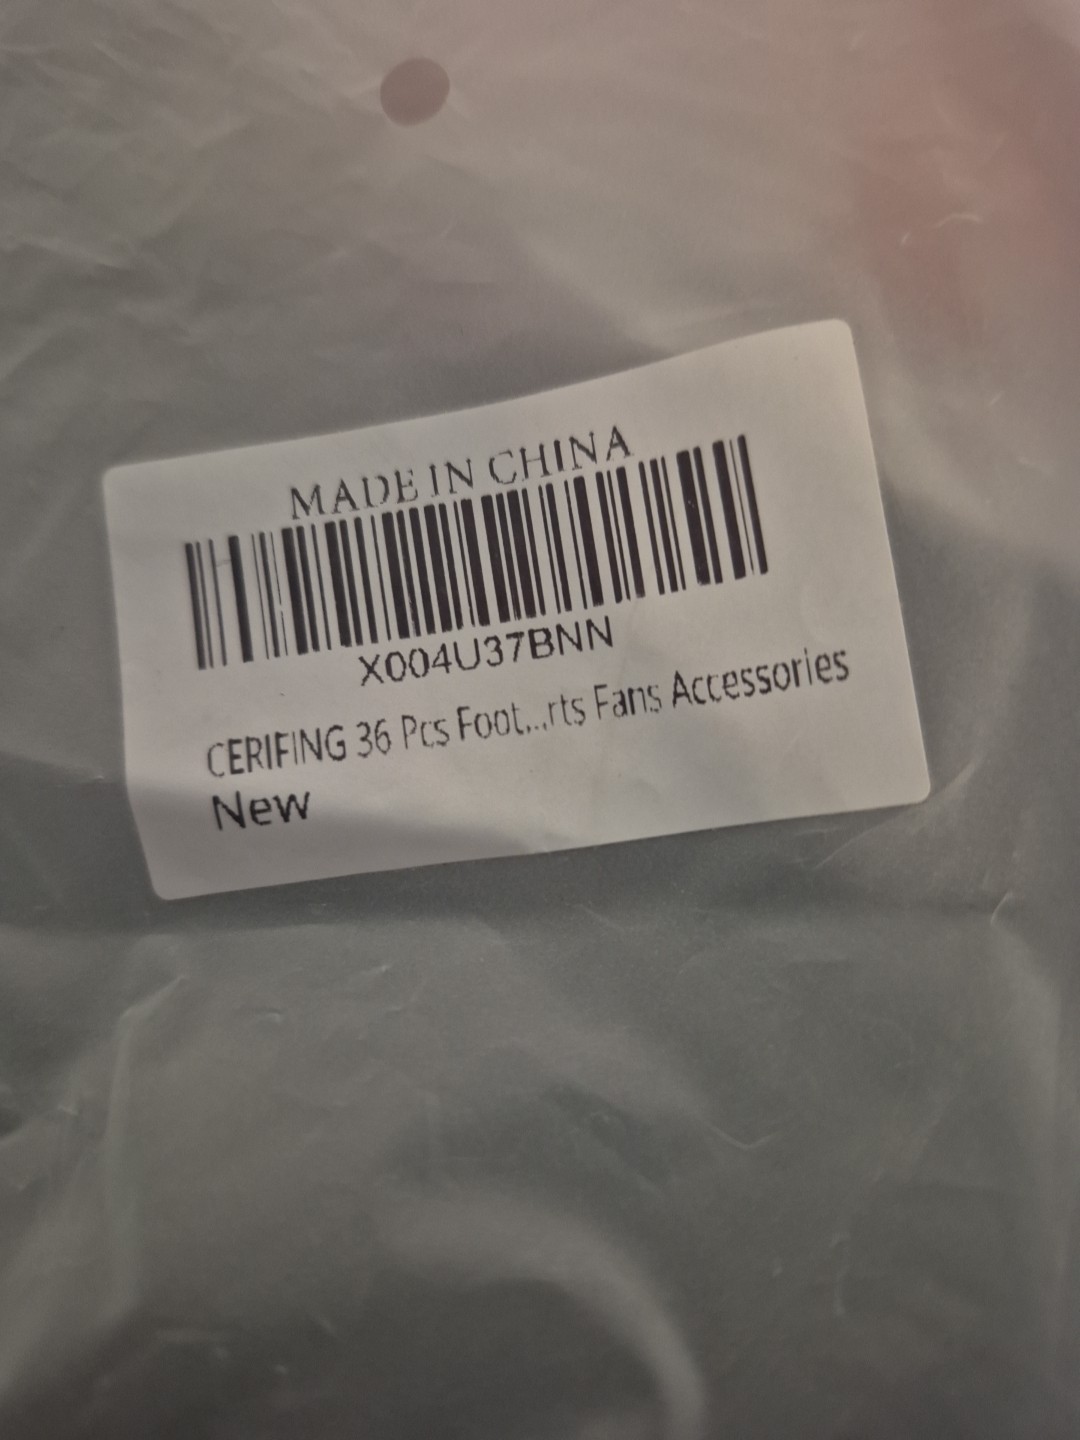 MADE IN CHINA
X004U37BNN
CERIFING 36 Pcs Foot...rts Fans Accessories
New